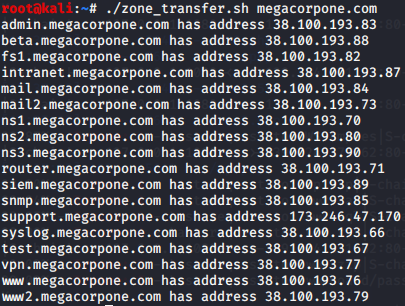 root@kali:~# ./zone_transfer.sh megacorpone.com
admin.megacorpone.com has address 38.100.193.83
beta.megacorpone.com has address 38.100.193.88
fs1.megacorpone.com has address 38.100.193.82
intranet.megacorpone.com has address 38.100.193.87
mail.megacorpone.com has address 38.100.193.84
mail2.megacorpone.com has address 38.100.193.73
ns1.megacorpone.com has address 38.100.193.70
ns2.megacorpone.com has address 38.100.193.80
ns3.megacorpone.com has address 38.100.193.90
router.megacorpone.com has address 38.100.193.71
siem.megacorpone.com has address 38.100.193.89
snmp.megacorpone.com has address 38.100.193.85
support.megacorpone.com has address 173.246.47.170
syslog.megacorpone.com has address 38.100.193.66
test.megacorpone.com has address 38.100.193.67
vpn.megacorpone.com has address 38.100.193.77
www.megacorpone.com has address 38.100.193.76
www2.megacorpone.com has address 38.100.193.79